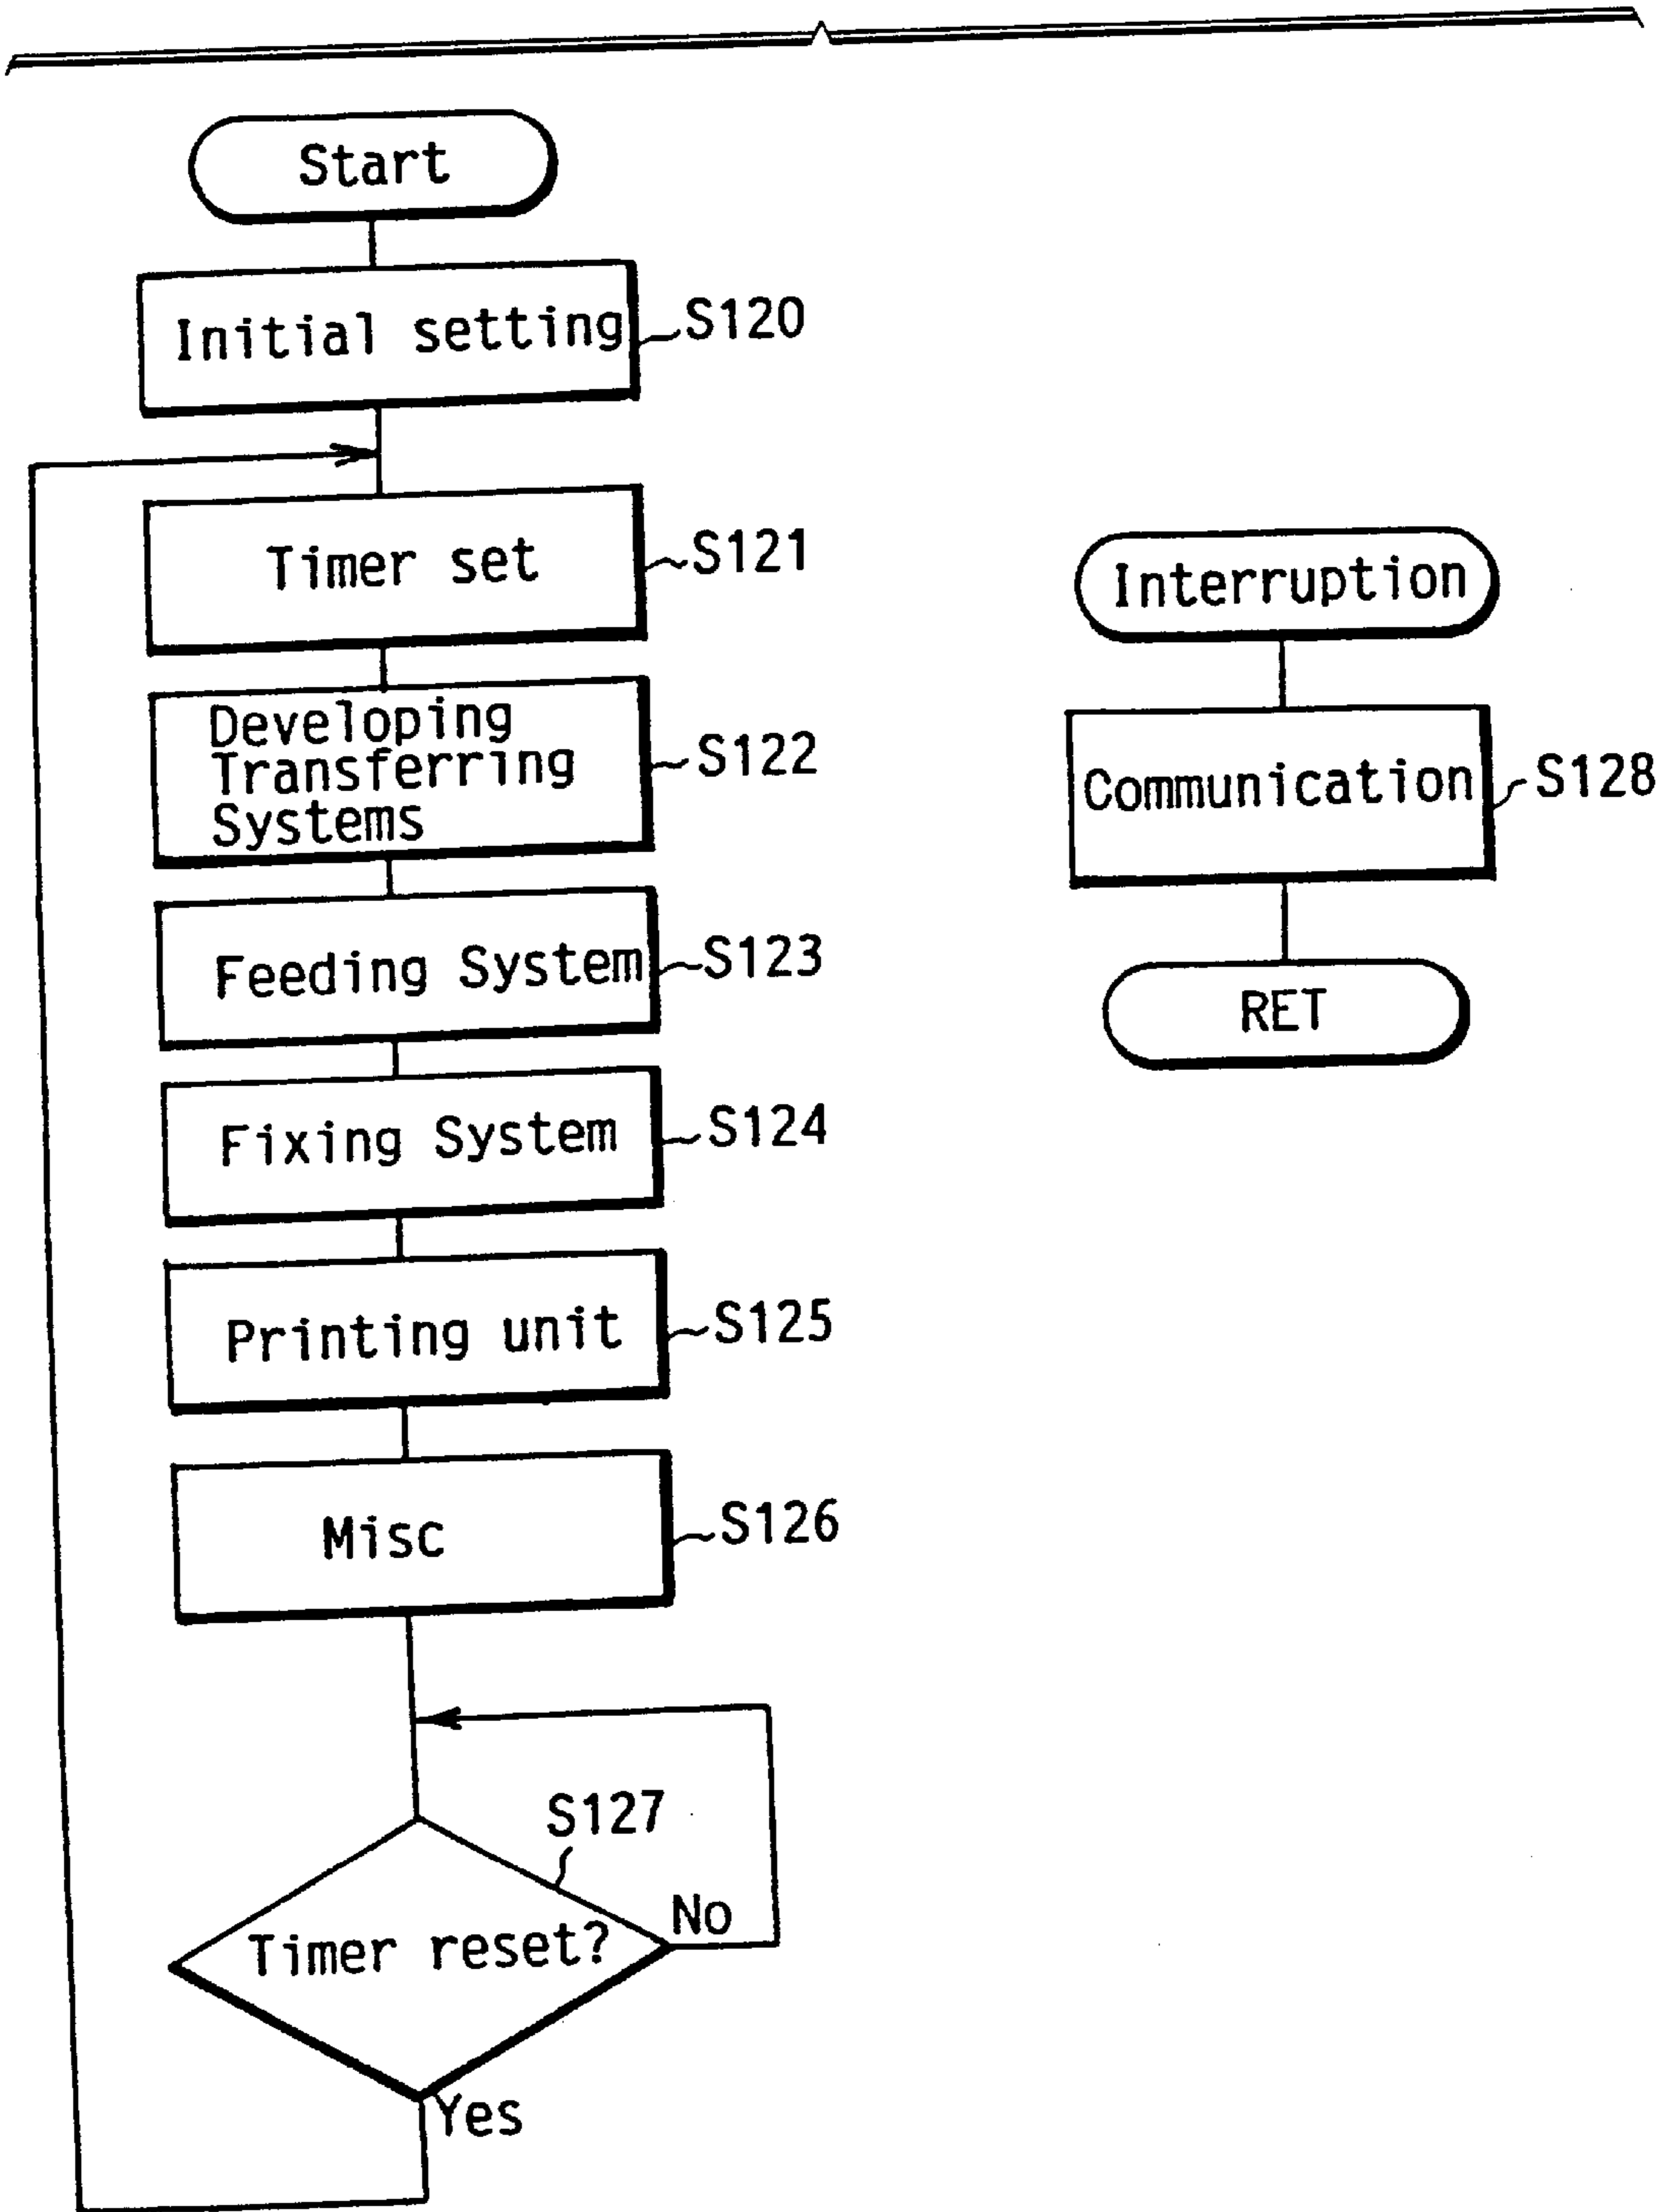 Start
Initial setting
S120
Timer set
S121
Developing
Transferring
Systems
S122
Feeding System
S123
Fixing System
S124
Printing unit
S125
Misc
S126
S127
Timer reset?
No
Yes
Interruption
Communication
S128
RET